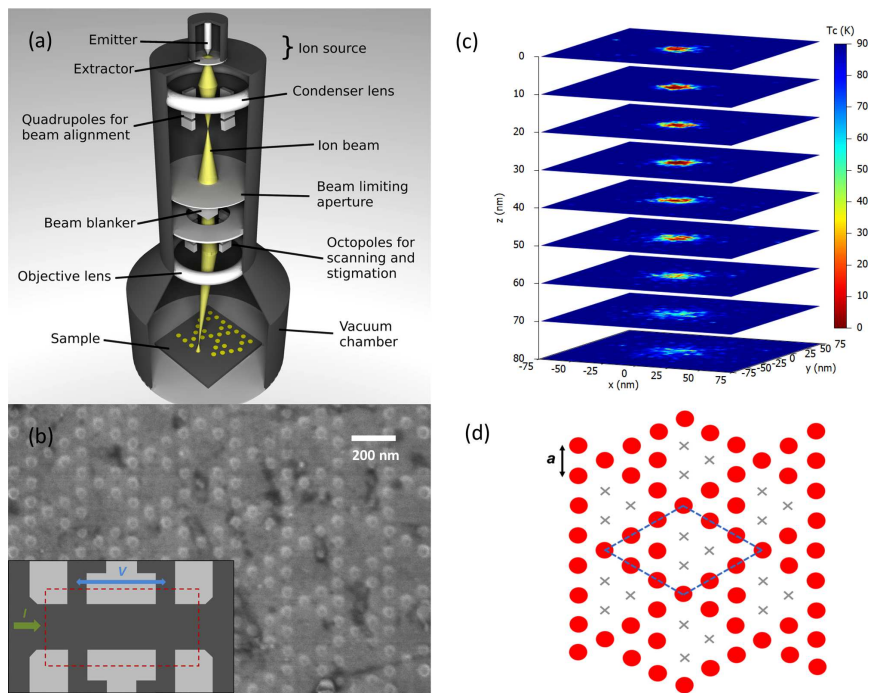 (a)
Emitter
Ion source
Extractor
Condenser lens
Quadrupoles for
beam alignment
Ion beam
Beam limiting
aperture
Beam blanker
Octopoles for
scanning and
stigmation
Objective lens
Sample
Vacuum
chamber
(b)
200 nm
V
I
(c)
Tc (K)
90
80
70
60
50
40
30
20
10
0
z (nm)
0
10
20
30
40
50
60
70
80
-75
-50
-25
0
25
50
75
x (nm)
-75
-50
-25
0
25
50
75
y (nm)
(d)
a